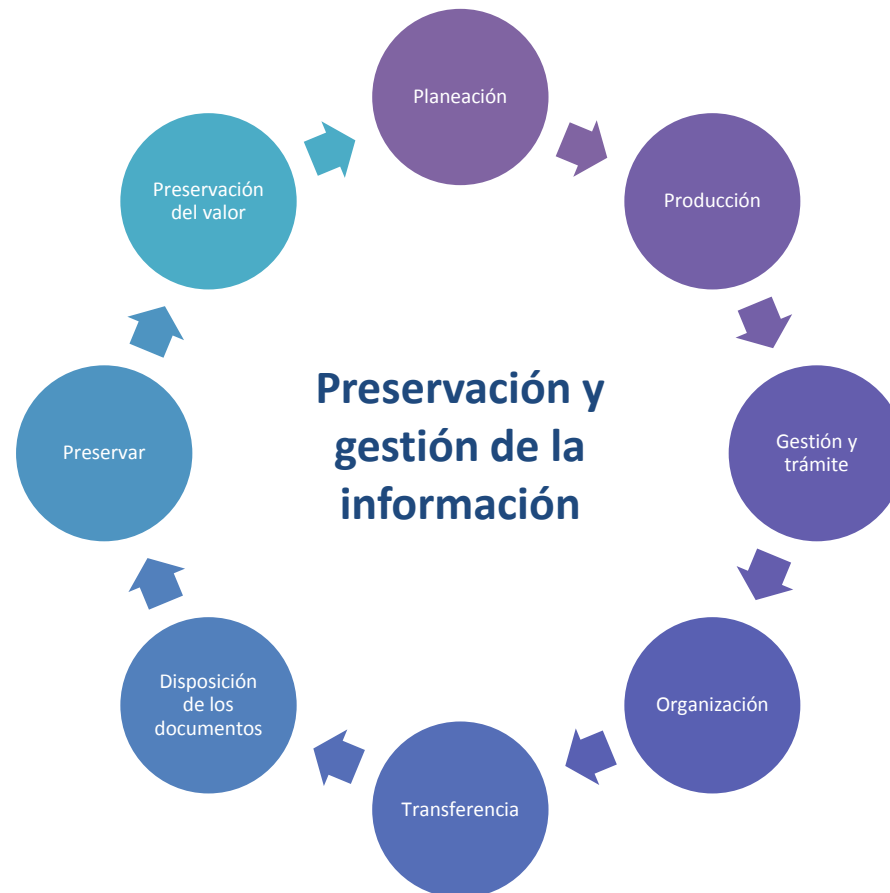 Planeación
Producción
Gestión y
trámite
Organización
Transferencia
Disposición
de los
documentos
Preservar
Preservación
del valor
Preservación y
gestión de la
información